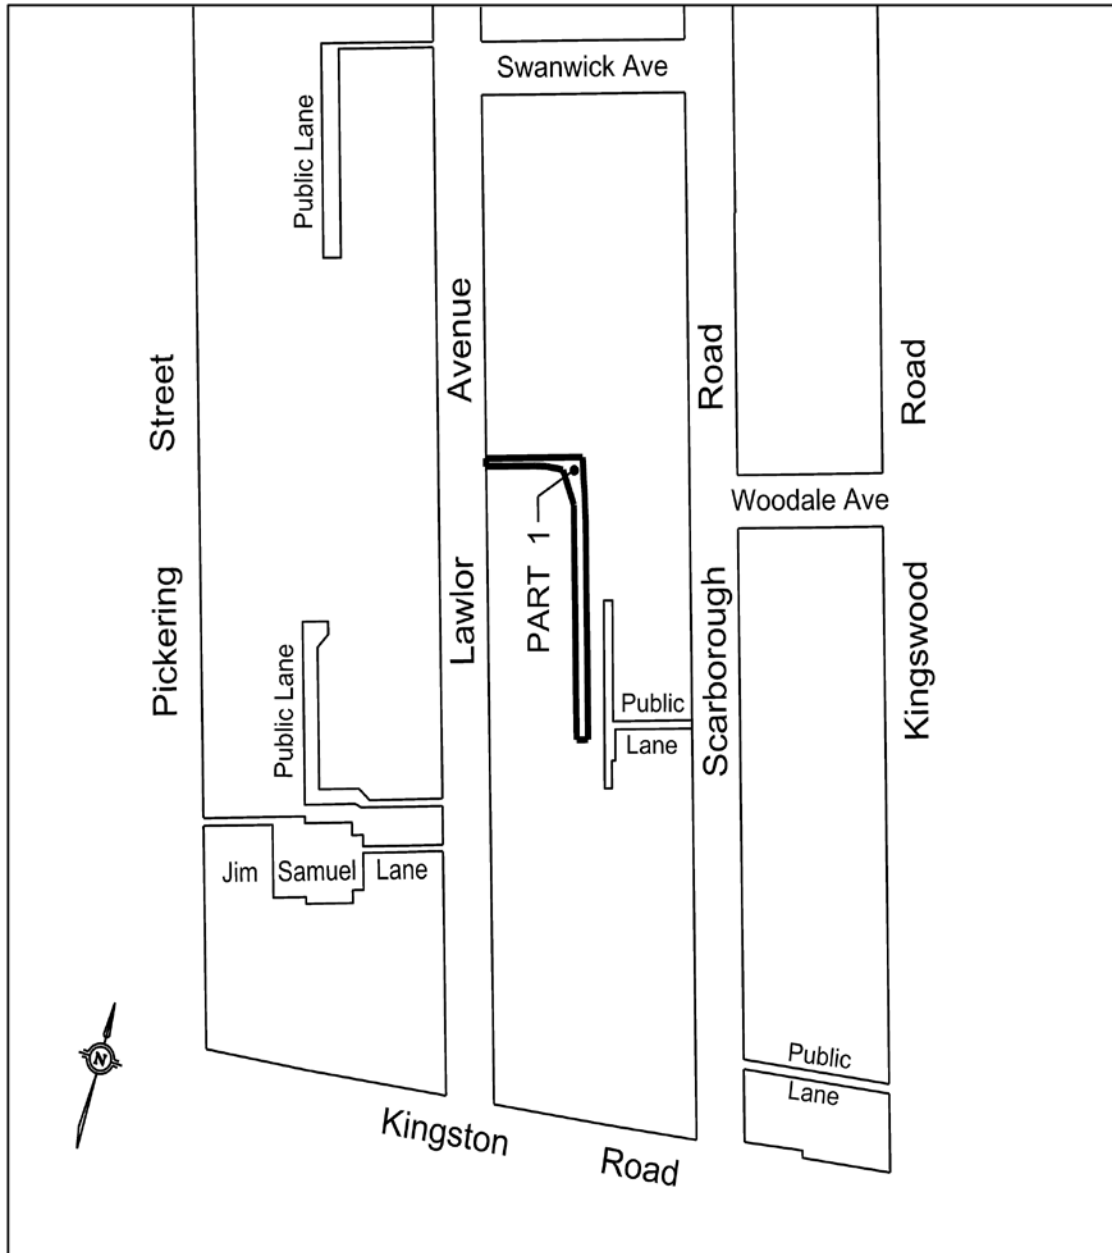 Swanwick Ave
Public Lane
Pickering Street
Lawlor Avenue
Scarborough Road
Kingswood Road
Woodale Ave
PART 1
Public
Lane
Public Lane
Jim Samuel Lane
N
Public
Lane
Kingston Road